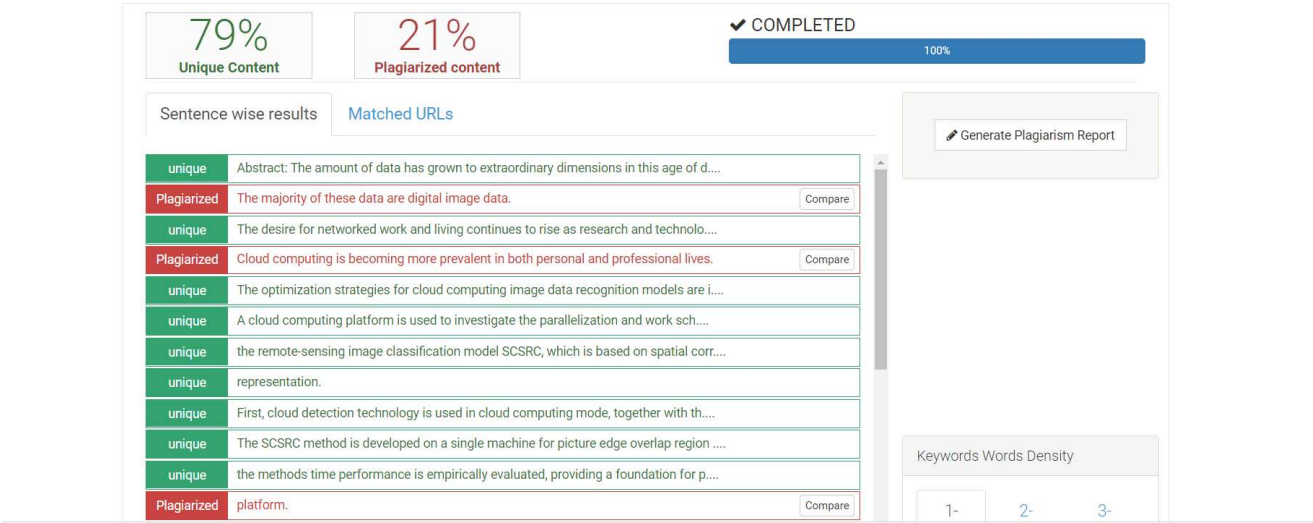 79%
Unique Content
21%
Plagiarized content
COMPLETED
100%
Sentence wise results
Matched URLs
Generate Plagiarism Report
unique Abstract: The amount of data has grown to extraordinary dimensions in this age of d....
Plagiarized The majority of these data are digital image data. Compare
unique The desire for networked work and living continues to rise as research and technolo....
Plagiarized Cloud computing is becoming more prevalent in both personal and professional lives. Compare
unique The optimization strategies for cloud computing image data recognition models are i....
unique A cloud computing platform is used to investigate the parallelization and work sch....
unique the remote-sensing image classification model SCSRC, which is based on spatial corr....
unique representation.
unique First, cloud detection technology is used in cloud computing mode, together with th....
unique The SCSRC method is developed on a single machine for picture edge overlap region ....
unique the methods time performance is empirically evaluated, providing a foundation for p....
Plagiarized platform. Compare
Keywords Words Density
1- 2- 3-